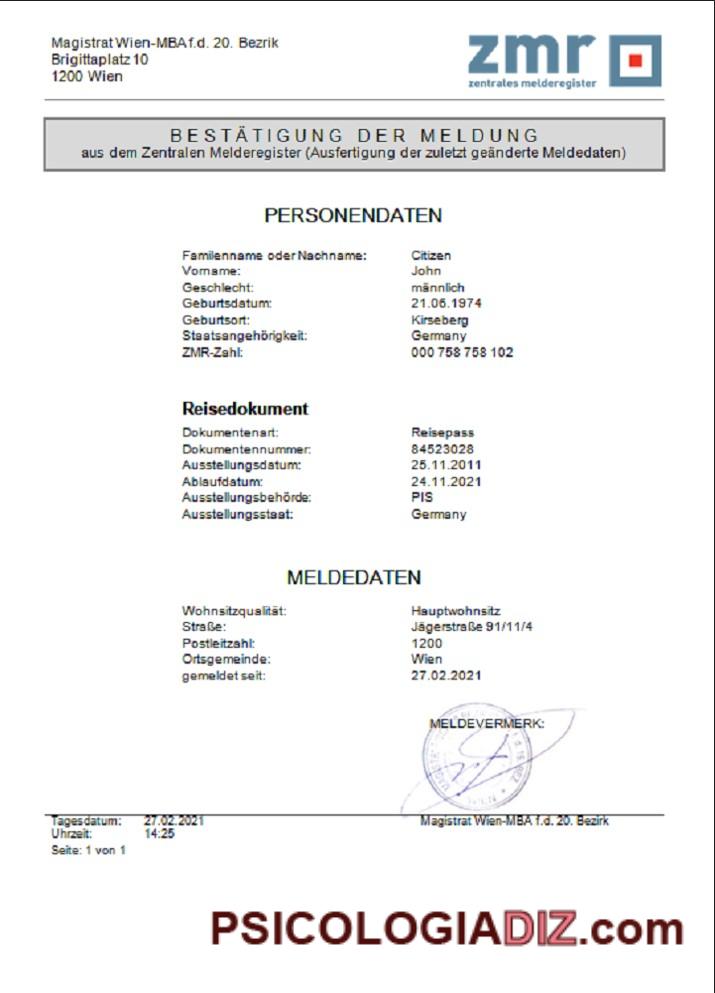 Magistrat Wien-MBA f.d. 20. Bezrik
Brigittaplatz 10
1200 Wien
zmr
zentrales melderegister
BESTÄTIGUNG DER MELDUNG
aus dem Zentralen Melderegister (Ausfertigung der zuletzt geänderte Meldedaten)
PERSONENDATEN
Familenname oder Nachname: Citizen
Vorname: John
Geschlecht: männlich
Geburtsdatum: 21.06.1974
Geburtsort: Kirseberg
Staatsangehörigkeit: Germany
ZMR-Zahl: 000 758 758 102
Reisedokument
Dokumentenart: Reisepass
Dokumentennummer: 84523028
Ausstellungsdatum: 25.11.2011
Ablaufdatum: 24.11.2021
Ausstellungsbehörde: PIS
Ausstellungsstaat: Germany
MELDEDATEN
Wohnsitzqualität: Hauptwohnsitz
Straße: Jägerstraße 91/11/4
Postleitzahl: 1200
Ortsgemeinde: Wien
gemeldet seit: 27.02.2021
MELDEVERMERK:
Tagesdatum: 27.02.2021
Uhrzeit: 14:25
Seite: 1 von 1
Magistrat Wien-MBA f.d. 20. Bezirk
PSICOLOGIADIZ.com